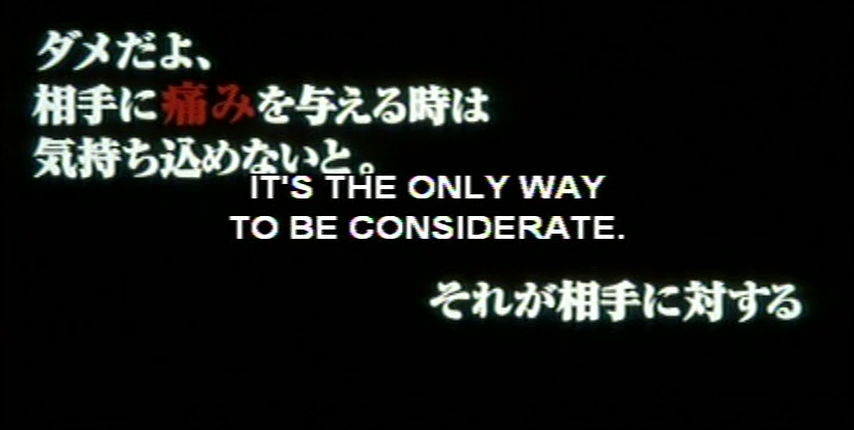 ダメだよ、
相手に痛みを与える時は
気持ち込めないと。
IT'S THE ONLY WAY
TO BE CONSIDERATE.
それが相手に対する